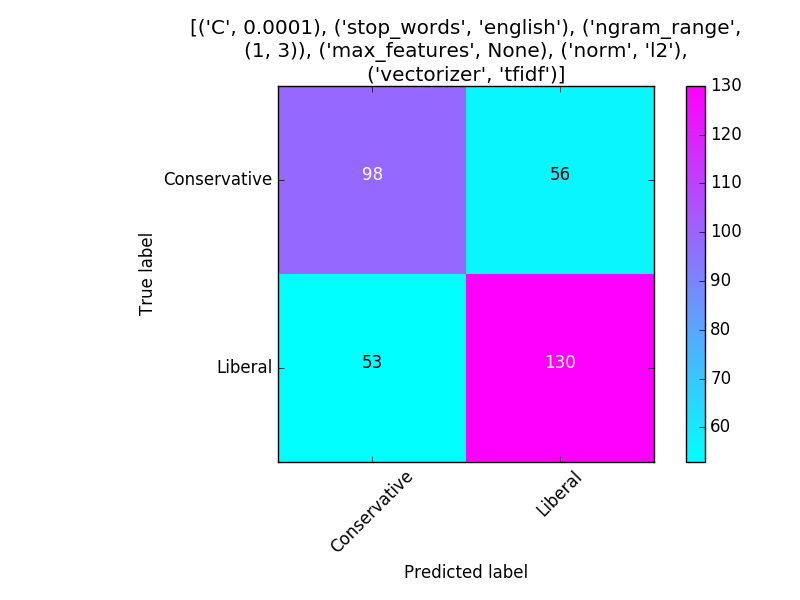 [('C', 0.0001), ('stop_words', 'english'), ('ngram_range',
(1, 3)), ('max_features', None), ('norm', 'l2'),
('vectorizer', 'tfidf')]
130
120
110
100
90
80
70
60
True label
Conservative
98
56
Liberal
53
130
Conservative
Liberal
Predicted label